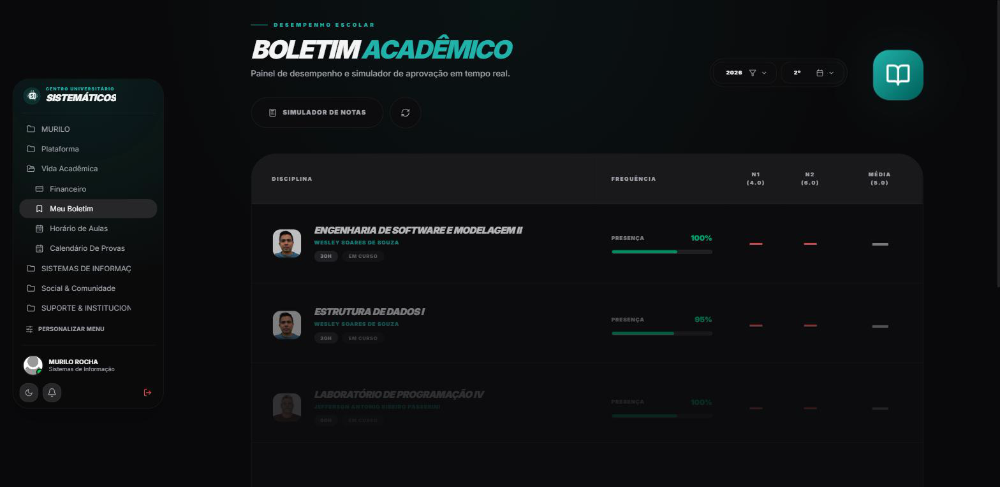 CENTRO UNIVERSITÁRIO
SISTEMÁTICOS
MURILO
Plataforma
Vida Acadêmica
Financeiro
Meu Boletim
Horário de Aulas
Calendário De Provas
SISTEMAS DE INFORMAÇ
Social & Comunidade
SUPORTE & INSTITUCION
PERSONALIZAR MENU
MURILO ROCHA
Sistemas de Informação
DESEMPENHO ESCOLAR
BOLETIM ACADÊMICO
Painel de desempenho e simulador de aprovação em tempo real.
2026
2º
SIMULADOR DE NOTAS
DISCIPLINA
FREQUÊNCIA
N1
(4.0)
N2
(6.0)
MÉDIA
(5.0)
ENGENHARIA DE SOFTWARE E MODELAGEM II
WESLEY SOARES DE SOUZA
30H EM CURSO
PRESENÇA 100%
— — —
ESTRUTURA DE DADOS I
WESLEY SOARES DE SOUZA
30H EM CURSO
PRESENÇA 95%
— — —
LABORATÓRIO DE PROGRAMAÇÃO IV
JEFFERSON ANTONIO RIBEIRO PASSERINI
60H EM CURSO
PRESENÇA 100%
— — —